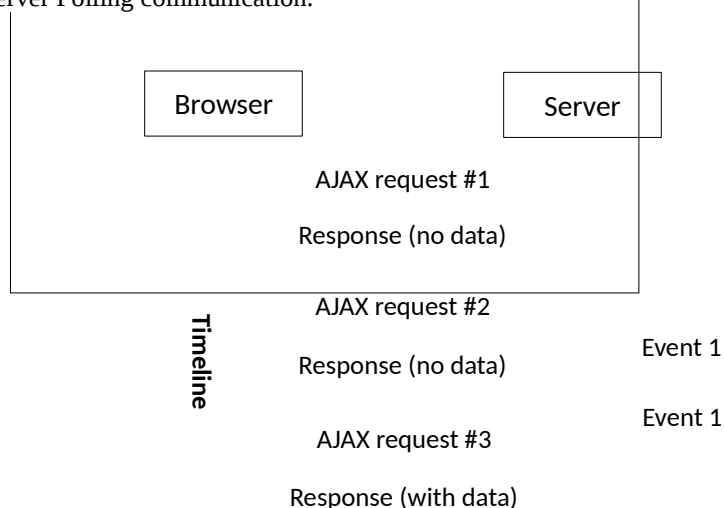 Polling communication.
Browser
Server
AJAX request #1
Response (no data)
AJAX request #2
Timeline
Event 1
Response (no data)
Event 1
AJAX request #3
Response (with data)